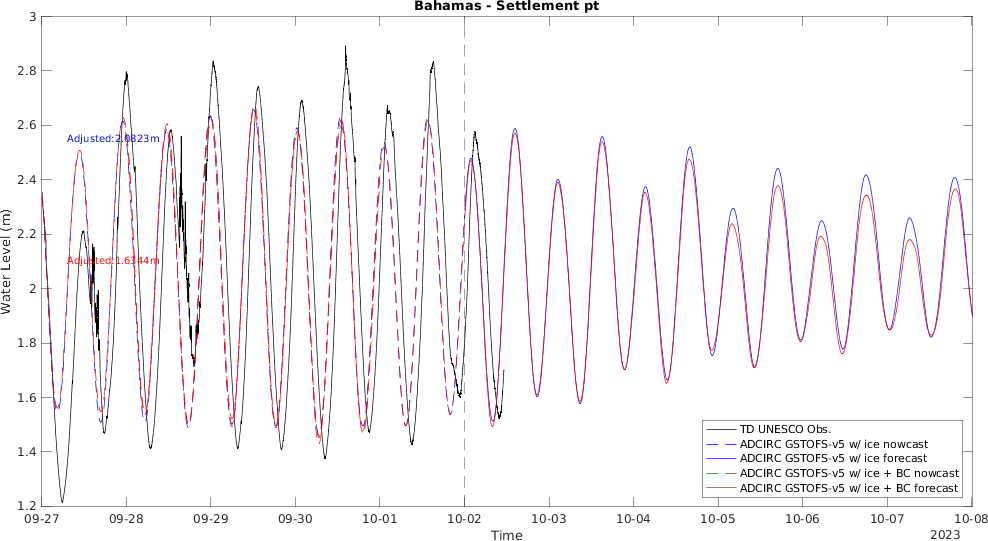 Bahamas - Settlement pt
Water Level (m)
3
2.8
2.6
2.4
2.2
2
1.8
1.6
1.4
1.2
Adjusted:2.0823m
Adjusted:1.6344m
TD UNESCO Obs.
ADCIRC GSTOFS-v5 w/ ice nowcast
ADCIRC GSTOFS-v5 w/ ice forecast
ADCIRC GSTOFS-v5 w/ ice + BC nowcast
ADCIRC GSTOFS-v5 w/ ice + BC forecast
09-27 09-28 09-29 09-30 10-01 10-02 10-03 10-04 10-05 10-06 10-07 10-08
Time
2023